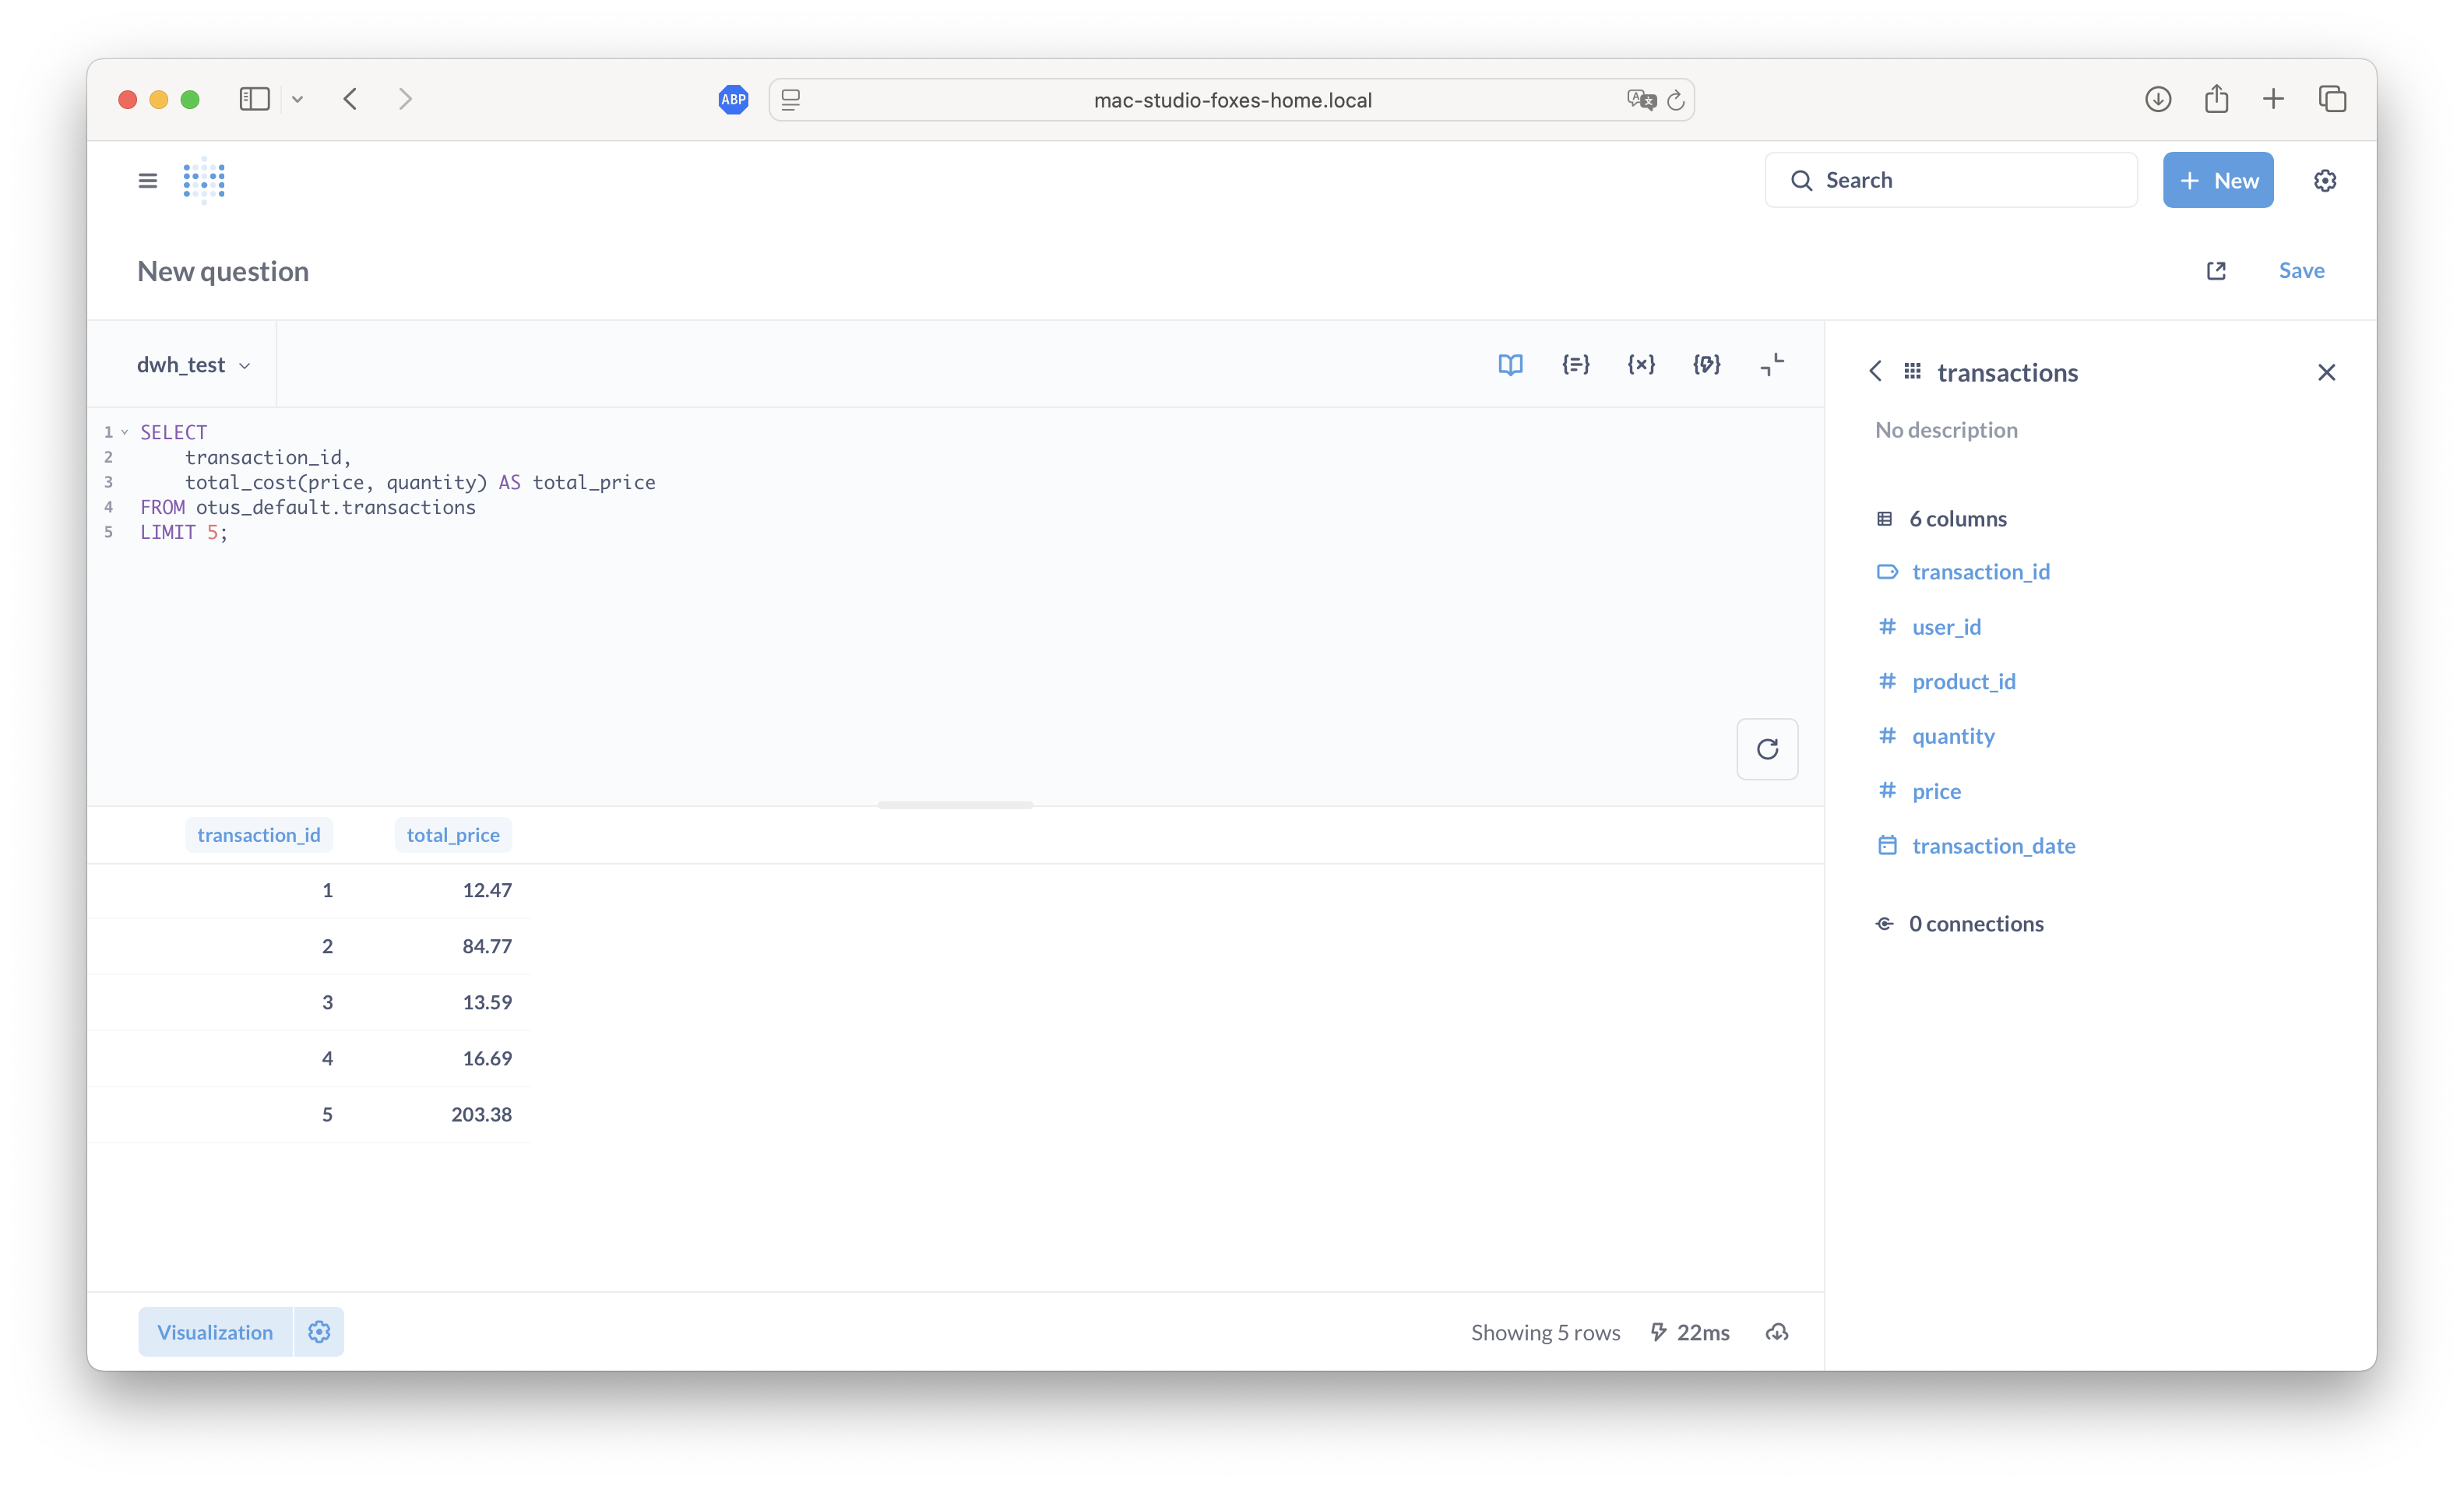 ABP
mac-studio-foxes-home.local
Search
New
New question
Save
dwh_test
1 SELECT
2 transaction_id,
3 total_cost(price, quantity) AS total_price
4 FROM otus_default.transactions
5 LIMIT 5;
transaction_id total_price
1 12.47
2 84.77
3 13.59
4 16.69
5 203.38
Visualization
Showing 5 rows 22ms
transactions
No description
6 columns
transaction_id
user_id
product_id
quantity
price
transaction_date
0 connections